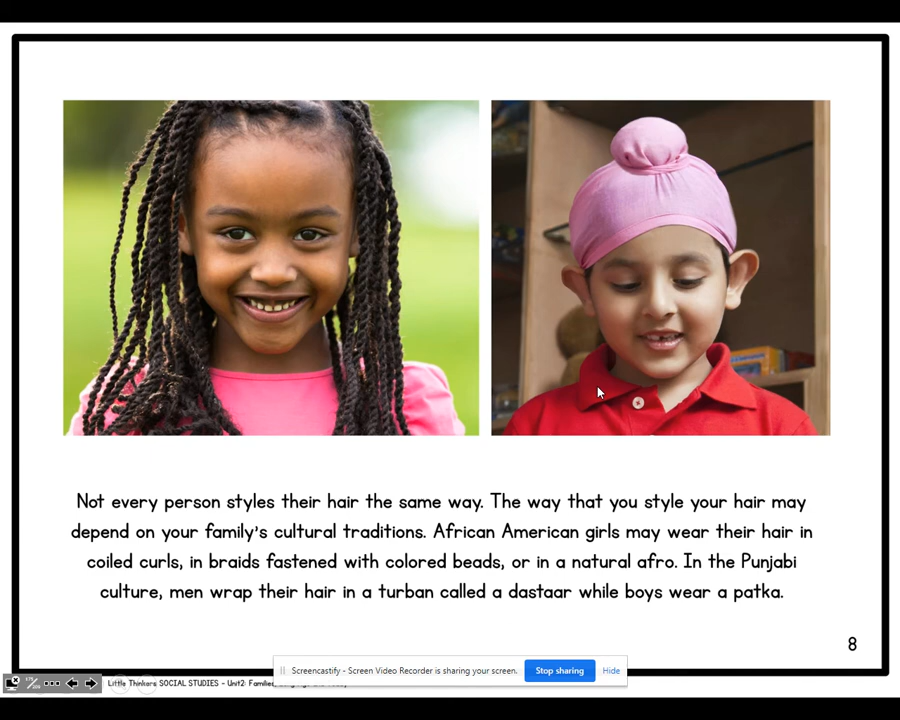 Not every person styles their hair the same way. The way that you style your hair may
depend on your family's cultural traditions. African American girls may wear their hair in
coiled curls, in braids fastened with colored beads, or in a natural afro. In the Punjabi
culture, men wrap their hair in a turban called a dastaar while boys wear a patka.
8
Screencastify - Screen Video Recorder is sharing your screen. Stop sharing Hide
Little Thinkers SOCIAL STUDIES - Unit2: Families